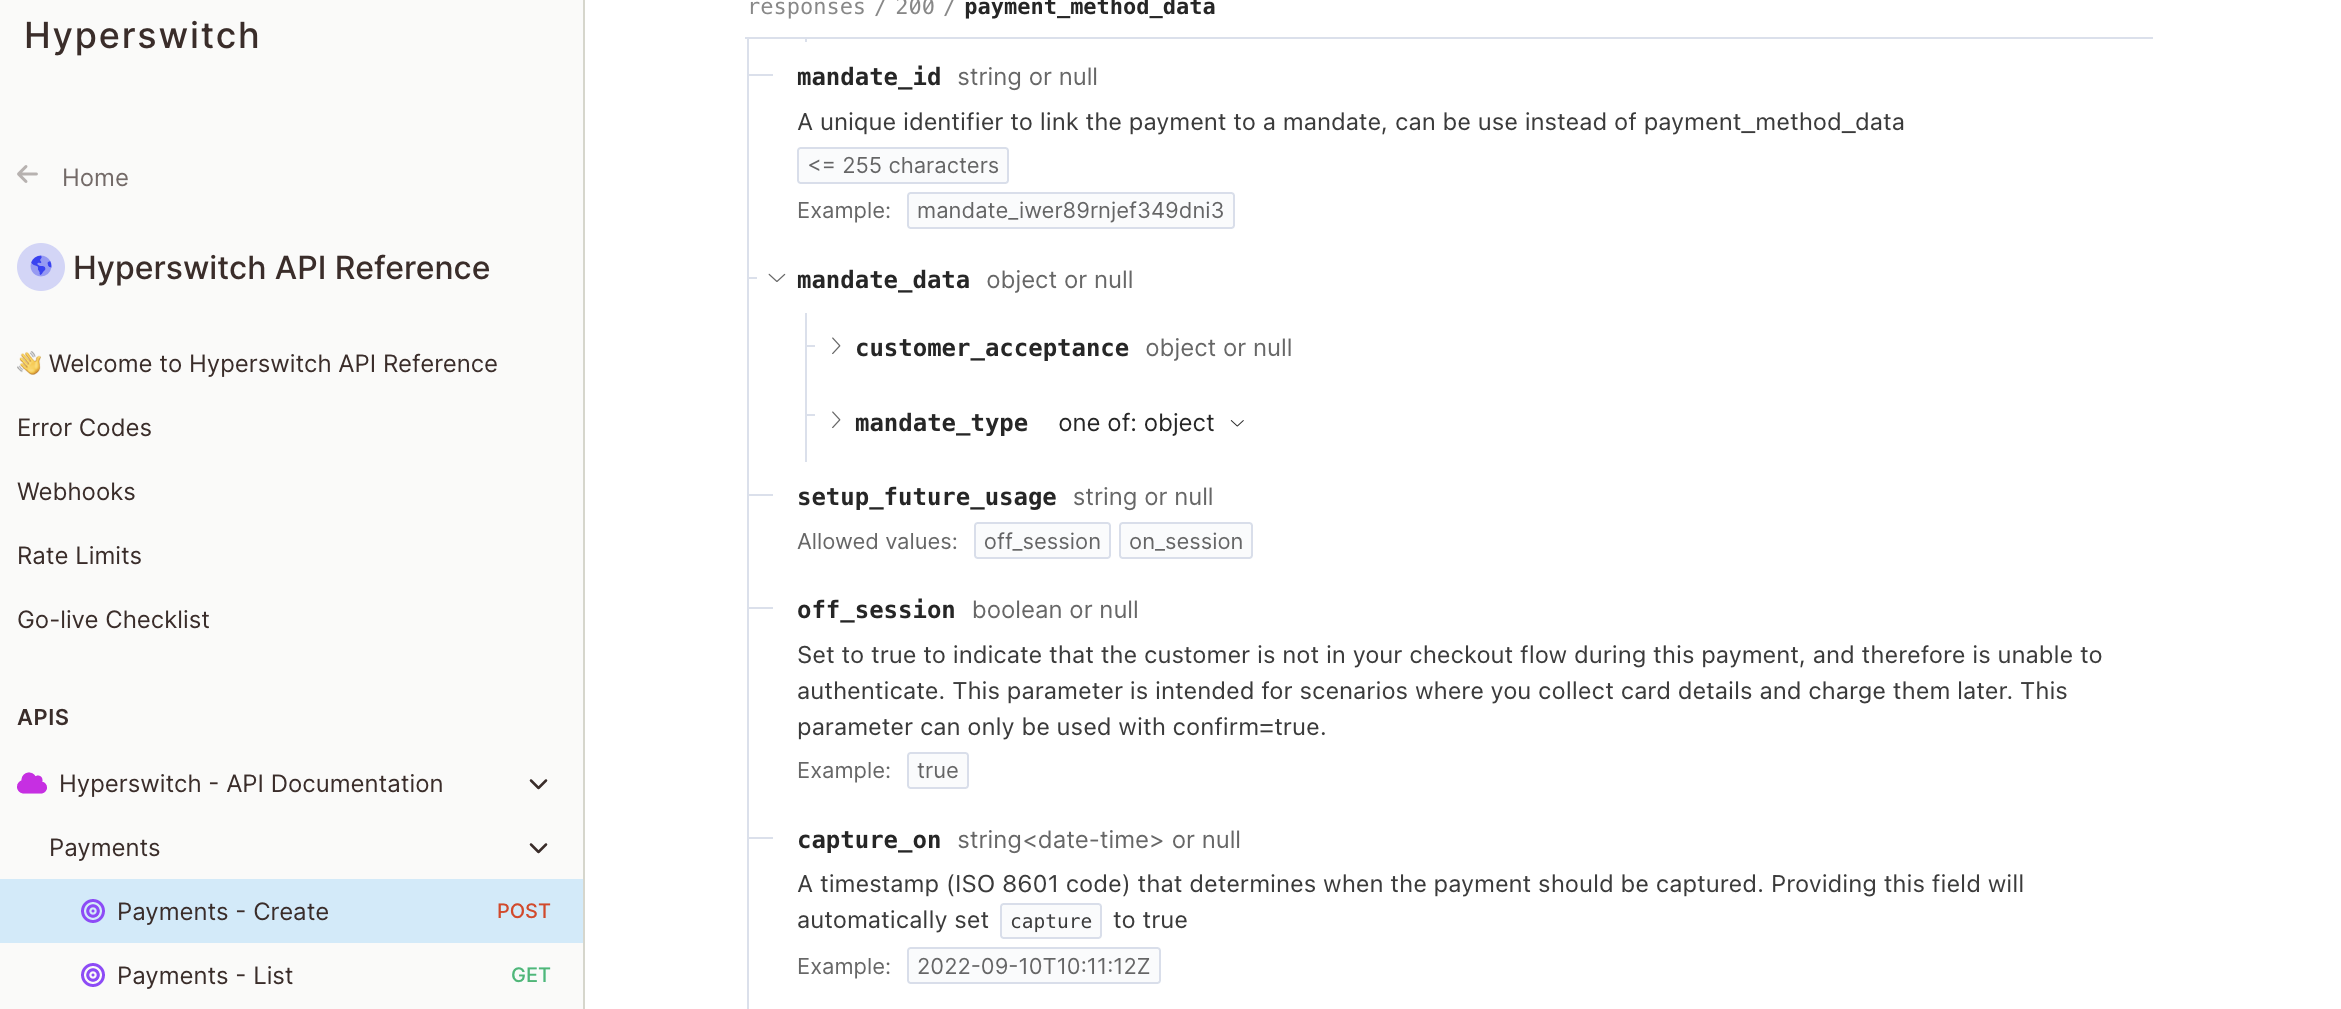 Hyperswitch
Home
Hyperswitch API Reference
Welcome to Hyperswitch API Reference
Error Codes
Webhooks
Rate Limits
Go-live Checklist
APIS
Hyperswitch - API Documentation
Payments
Payments - Create POST
Payments - List GET
responses / 200 / payment_method_data
mandate_id string or null
A unique identifier to link the payment to a mandate, can be use instead of payment_method_data
<= 255 characters
Example: mandate_iwer89rnjef349dni3
mandate_data object or null
customer_acceptance object or null
mandate_type one of: object
setup_future_usage string or null
Allowed values: off_session on_session
off_session boolean or null
Set to true to indicate that the customer is not in your checkout flow during this payment, and therefore is unable to
authenticate. This parameter is intended for scenarios where you collect card details and charge them later. This
parameter can only be used with confirm=true.
Example: true
capture_on string<date-time> or null
A timestamp (ISO 8601 code) that determines when the payment should be captured. Providing this field will
automatically set capture to true
Example: 2022-09-10T10:11:12Z